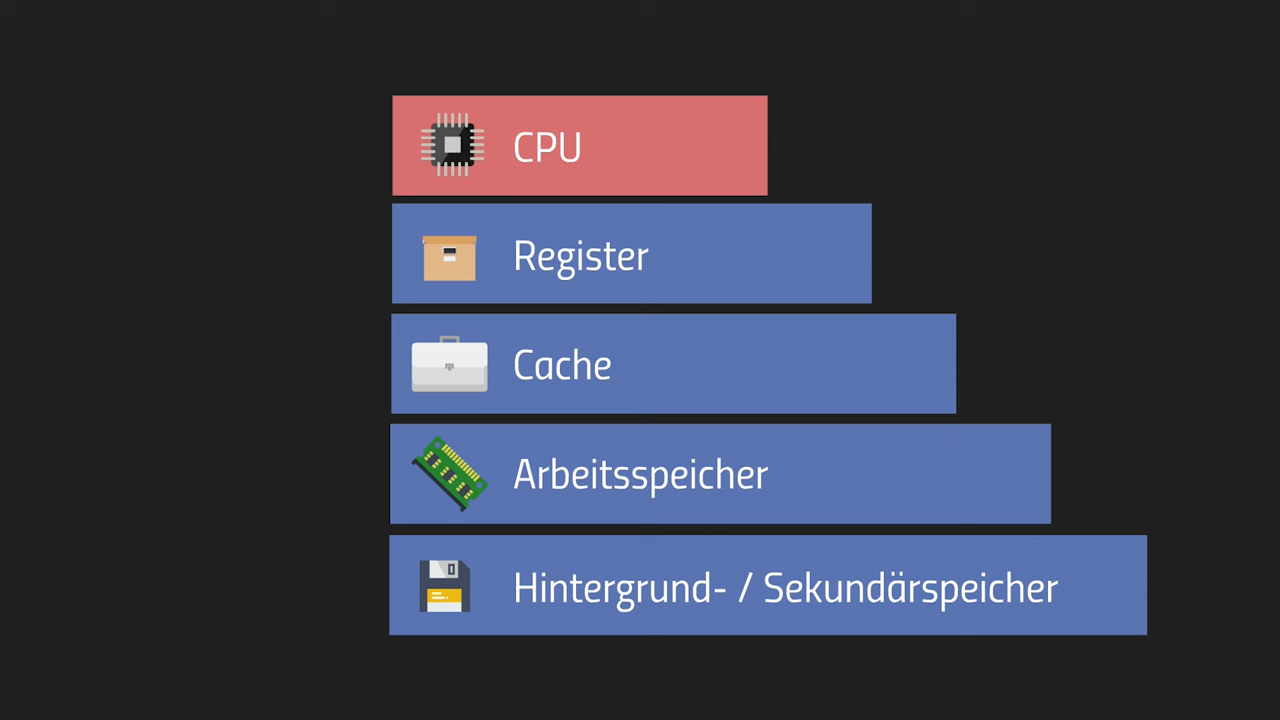 CPU
Register
Cache
Arbeitsspeicher
Hintergrund- / Sekundärspeicher